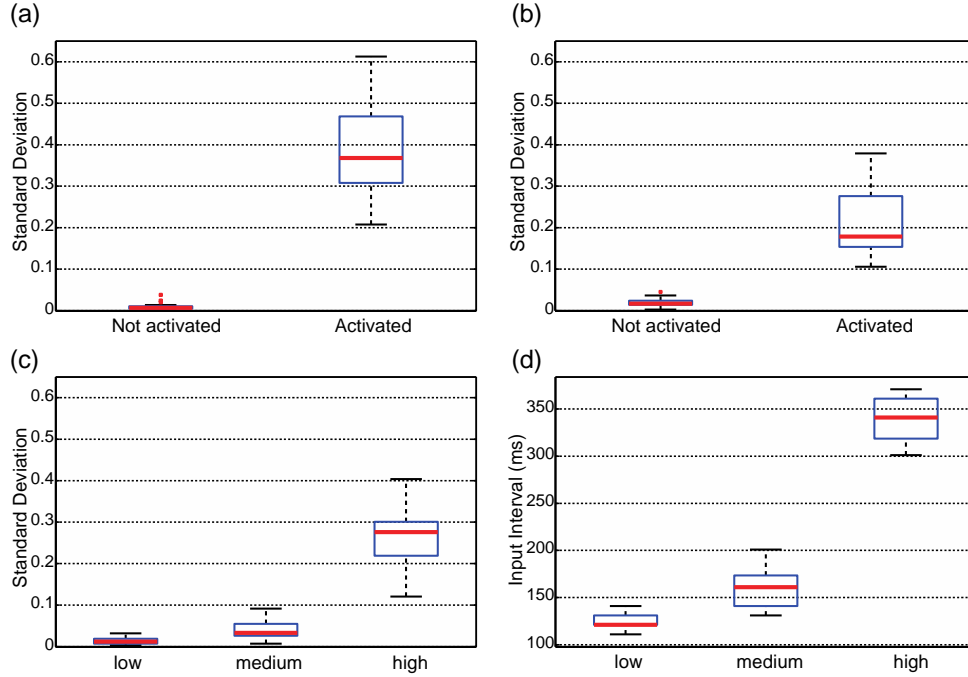 (a)
Standard Deviation
0.6
0.5
0.4
0.3
0.2
0.1
0
Not activated Activated
(b)
Standard Deviation
0.6
0.5
0.4
0.3
0.2
0.1
0
Not activated Activated
(c)
Standard Deviation
0.6
0.5
0.4
0.3
0.2
0.1
0
low medium high
(d)
Input Interval (ms)
350
300
250
200
150
100
low medium high